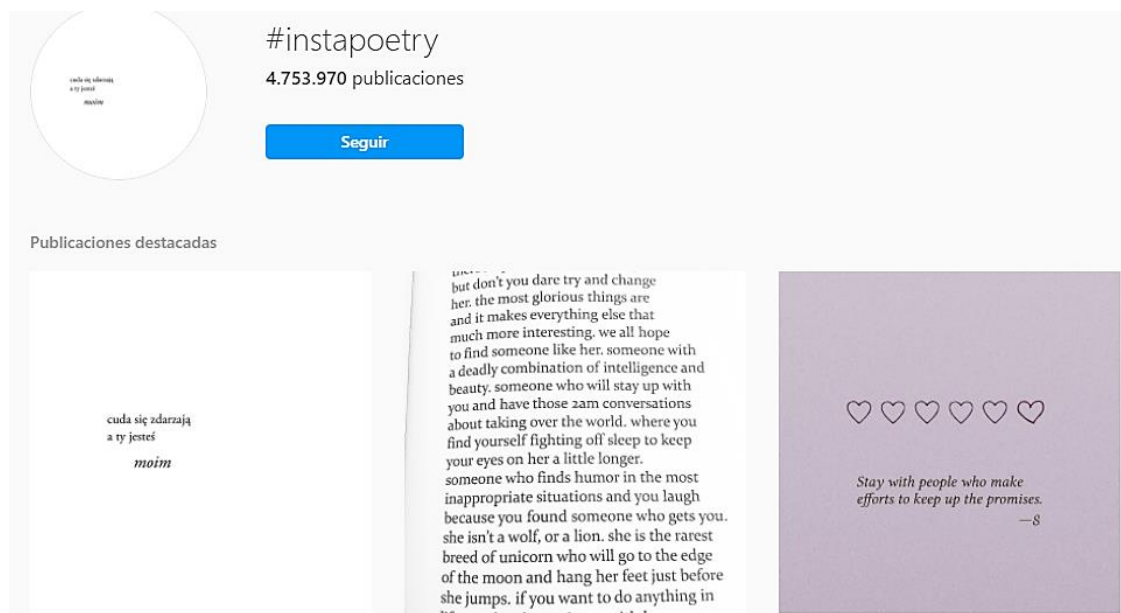 cuda się zdarzają
a ty jesteś
moim
#instapoetry
4.753.970 publicaciones
Seguir
Publicaciones destacadas
cuda się zdarzają
a ty jesteś
moim
but don't you dare try and change
her. the most glorious things are
and it makes everything else that
much more interesting. we all hope
to find someone like her. someone with
a deadly combination of intelligence and
beauty. someone who will stay up with
you and have those 2am conversations
about taking over the world. where you
find yourself fighting off sleep to keep
your eyes on her a little longer.
someone who finds humor in the most
inappropriate situations and you laugh
because you found someone who gets you.
she isn't a wolf, or a lion. she is the rarest
breed of unicorn who will go to the edge
of the moon and hang her feet just before
she jumps. if you want to do anything in
Stay with people who make
efforts to keep up the promises.
—S